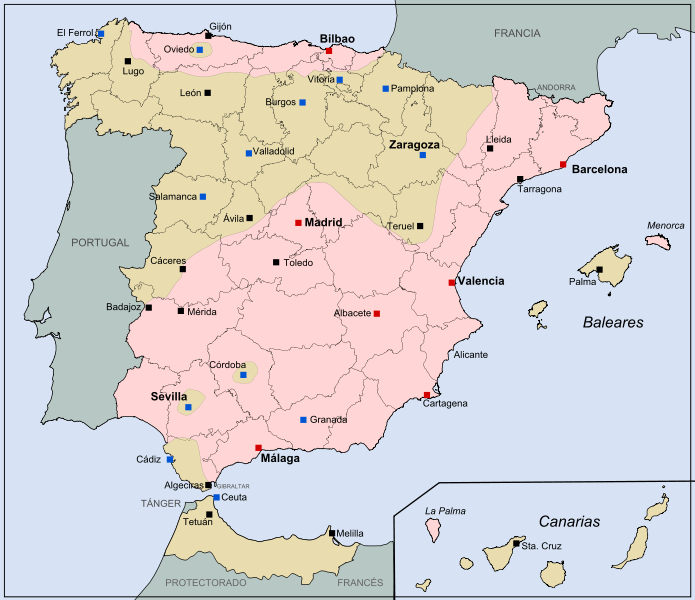 Gijón
El Ferrol
Bilbao
FRANCIA
Oviedo
Lugo
Vitoria
Pamplona
ANDORRA
León
Burgos
Zaragoza
Lleida
Valladolid
Barcelona
Tarragona
Salamanca
Ávila
Madrid
Teruel
Menorca
PORTUGAL
Cáceres
Toledo
Valencia
Palma
Badajoz
Mérida
Albacete
Baleares
Alicante
Córdoba
Sevilla
Cartagena
Granada
Cádiz
Málaga
Algeciras
GIBRALTAR
Ceuta
TÁNGER
Tetuán
Melilla
La Palma
Canarias
Sta. Cruz
PROTECTORADO
FRANCÉS